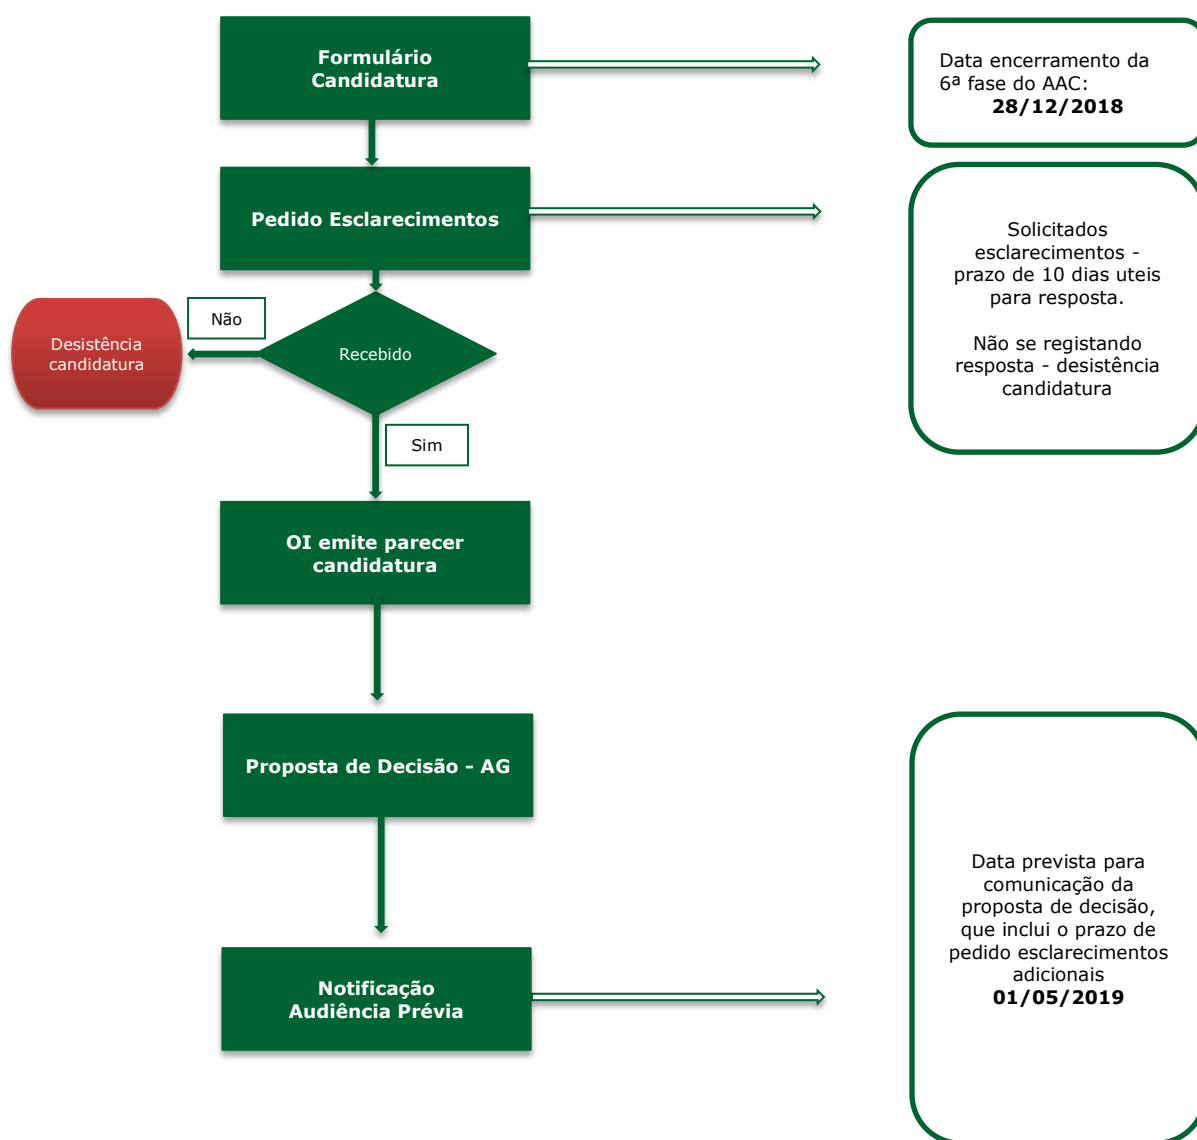 Formulário
Candidatura
Data encerramento da
6ª fase do AAC:
28/12/2018
Pedido Esclarecimentos
Solicitados
esclarecimentos -
prazo de 10 dias uteis
para resposta.
Não se registando
resposta - desistência
candidatura
Não
Desistência
candidatura
Recebido
Sim
OI emite parecer
candidatura
Proposta de Decisão - AG
Notificação
Audiência Prévia
Data prevista para
comunicação da
proposta de decisão,
que inclui o prazo de
pedido esclarecimentos
adicionais
01/05/2019